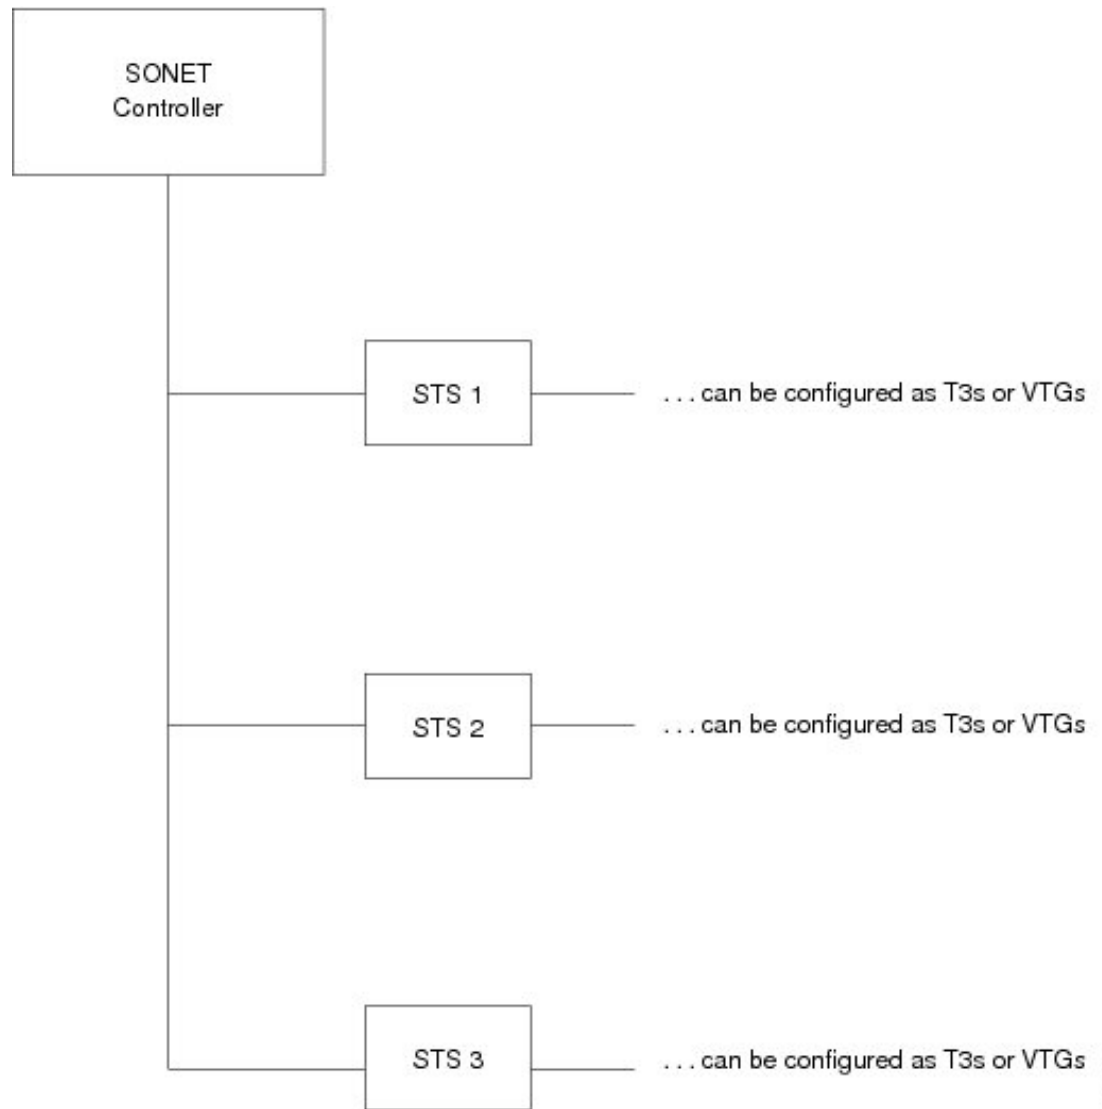 SONET
Controller
STS 1
. . . can be configured as T3s or VTGs
STS 2
. . . can be configured as T3s or VTGs
STS 3
. . . can be configured as T3s or VTGs